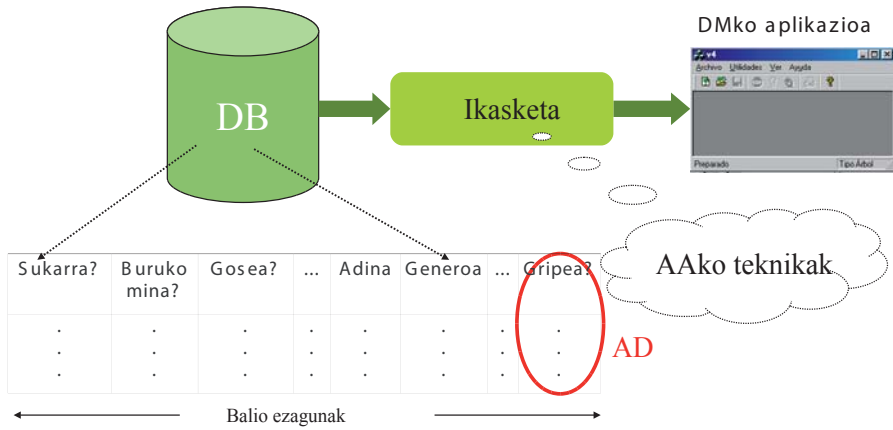 DMko aplikazioa
v4
Archivo Utilidades Ver Ayuda
DB
Ikasketa
Preparado Tipo Árbol
Sukarra? Buruko mina? Gosea? ... Adina Generoa ... Gripea?
AAko teknikak
AD
Balio ezagunak